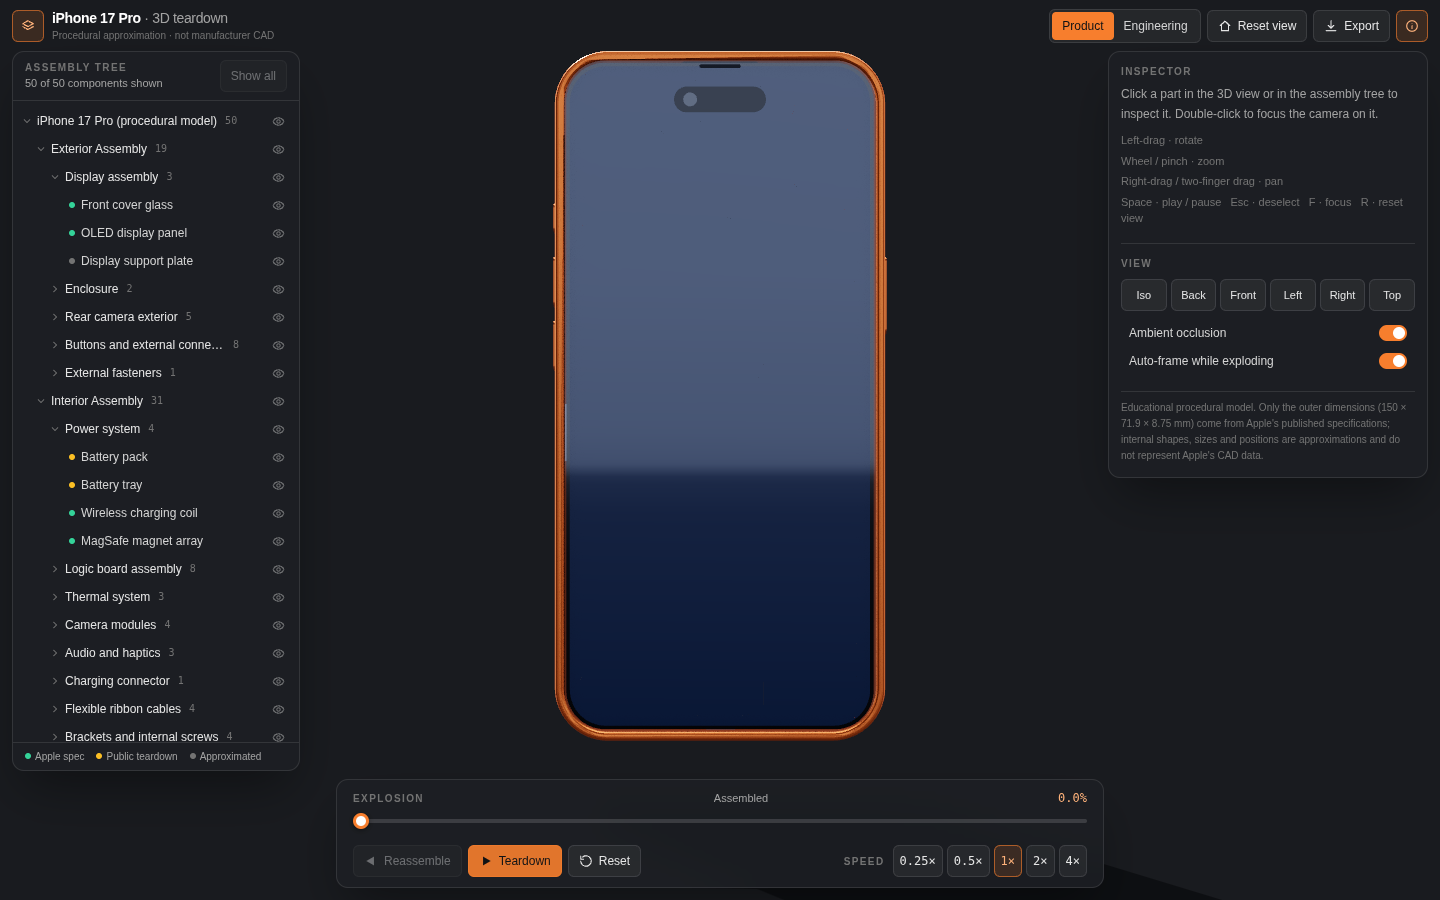 iPhone 17 Pro · 3D teardown
Procedural approximation · not manufacturer CAD
Product
Engineering
Reset view
Export
ASSEMBLY TREE
50 of 50 components shown
Show all
iPhone 17 Pro (procedural model) 50
Exterior Assembly 19
Display assembly 3
Front cover glass
OLED display panel
Display support plate
Enclosure 2
Rear camera exterior 5
Buttons and external conne… 8
External fasteners 1
Interior Assembly 31
Power system 4
Battery pack
Battery tray
Wireless charging coil
MagSafe magnet array
Logic board assembly 8
Thermal system 3
Camera modules 4
Audio and haptics 3
Charging connector 1
Flexible ribbon cables 4
Brackets and internal screws 4
Apple spec
Public teardown
Approximated
INSPECTOR
Click a part in the 3D view or in the assembly tree to
inspect it. Double-click to focus the camera on it.
Left-drag · rotate
Wheel / pinch · zoom
Right-drag / two-finger drag · pan
Space · play / pause Esc · deselect F · focus R · reset
view
VIEW
Iso
Back
Front
Left
Right
Top
Ambient occlusion
Auto-frame while exploding
Educational procedural model. Only the outer dimensions (150 ×
71.9 × 8.75 mm) come from Apple's published specifications;
internal shapes, sizes and positions are approximations and do
not represent Apple's CAD data.
EXPLOSION
Assembled
0.0%
Reassemble
Teardown
Reset
SPEED
0.25×
0.5×
1×
2×
4×